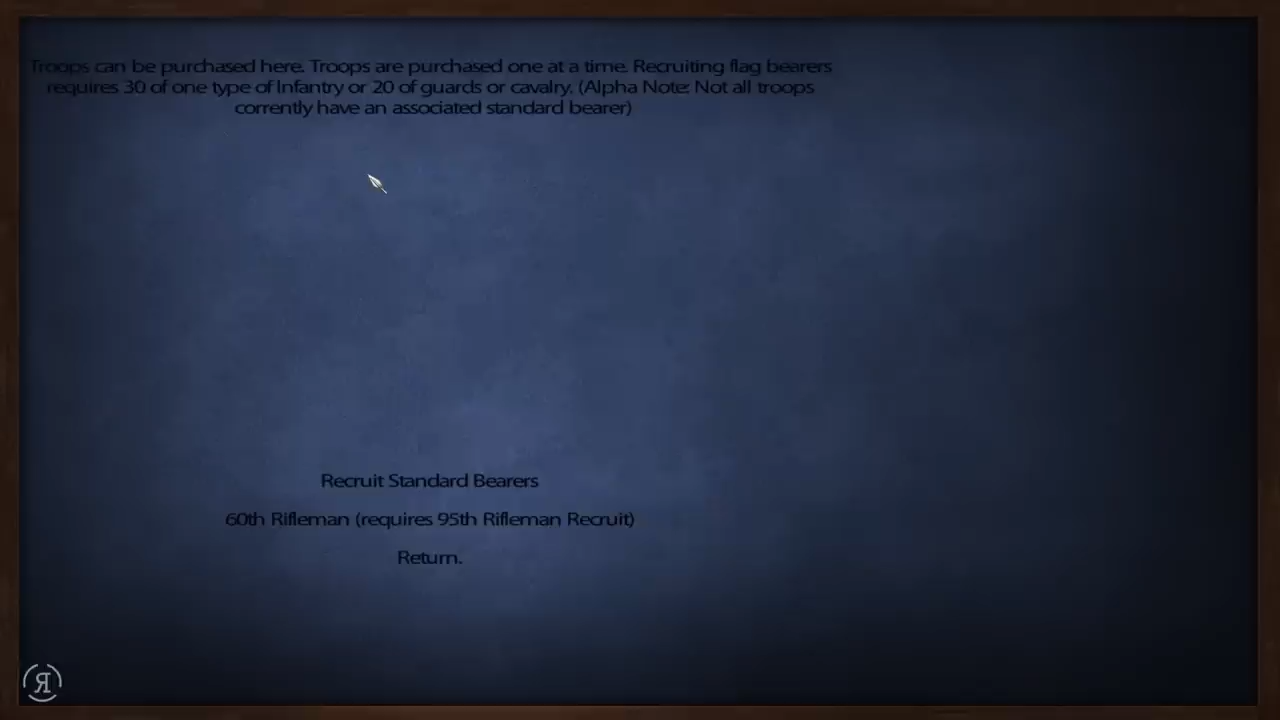 Troops can be purchased here. Troops are purchased one at a time. Recruiting flag bearers
requires 30 of one type of Infantry or 20 of guards or cavalry. (Alpha Note: Not all troops
corrently have an associated standard bearer)
Recruit Standard Bearers
60th Rifleman (requires 95th Rifleman Recruit)
Return.